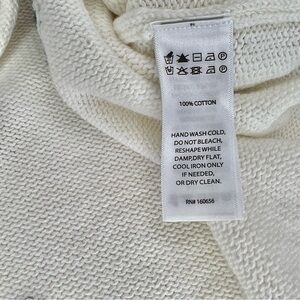 100% COTTON
HAND WASH COLD,
DO NOT BLEACH,
RESHAPE WHILE
DAMP,DRY FLAT,
COOL IRON ONLY
IF NEEDED,
OR DRY CLEAN.
RN# 160656